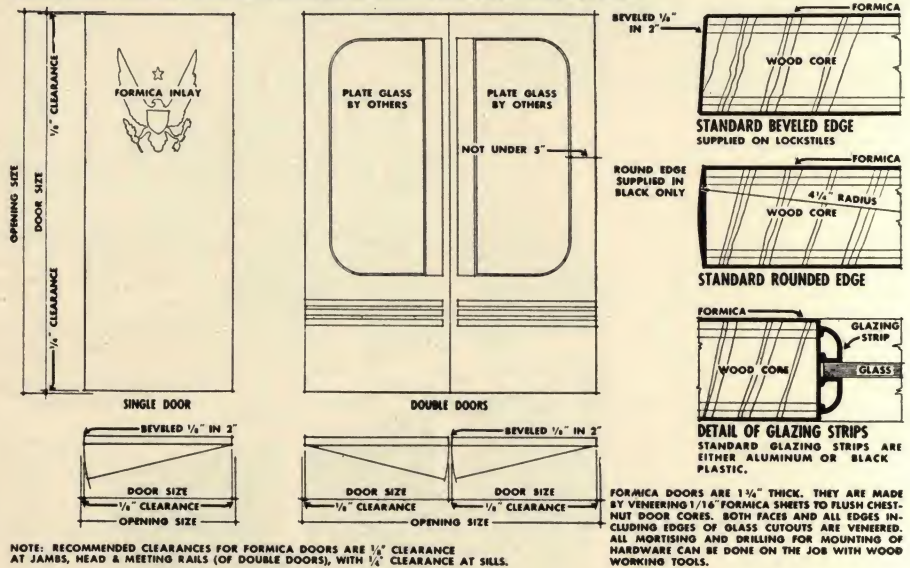 OPENING SIZE
DOOR SIZE
1/8" CLEARANCE
1/4" CLEARANCE
FORMICA INLAY
SINGLE DOOR
PLATE GLASS
BY OTHERS
PLATE GLASS
BY OTHERS
NOT UNDER 5"
DOUBLE DOORS
BEVELED 1/8" IN 2"
DOOR SIZE
1/8" CLEARANCE
OPENING SIZE
BEVELED 1/8" IN 2"
DOOR SIZE
DOOR SIZE
1/8" CLEARANCE
OPENING SIZE
NOTE: RECOMMENDED CLEARANCES FOR FORMICA DOORS ARE 1/8" CLEARANCE
AT JAMBS, HEAD & MEETING RAILS (OF DOUBLE DOORS), WITH 1/4" CLEARANCE AT SILLS.
BEVELED 1/8"
IN 2"
FORMICA
WOOD CORE
STANDARD BEVELED EDGE
SUPPLIED ON LOCKSTILES
FORMICA
ROUND EDGE
SUPPLIED IN
BLACK ONLY
4 1/4" RADIUS
WOOD CORE
STANDARD ROUNDED EDGE
FORMICA
GLAZING
STRIP
WOOD CORE
GLASS
DETAIL OF GLAZING STRIPS
STANDARD GLAZING STRIPS ARE
EITHER ALUMINUM OR BLACK
PLASTIC.
FORMICA DOORS ARE 1 3/4" THICK. THEY ARE MADE
BY VENEERING 1/16" FORMICA SHEETS TO FLUSH CHEST-
NUT DOOR CORES. BOTH FACES AND ALL EDGES IN-
CLUDING EDGES OF GLASS CUTOUTS ARE VENEERED.
ALL MORTISING AND DRILLING FOR MOUNTING OF
HARDWARE CAN BE DONE ON THE JOB WITH WOOD
WORKING TOOLS.